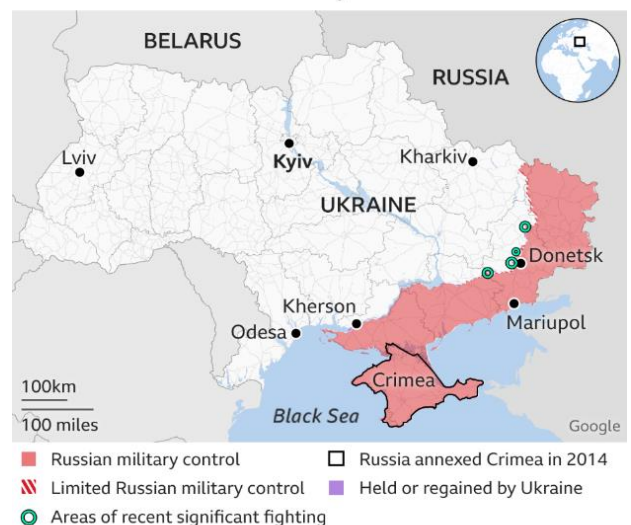 BELARUS
RUSSIA
Lviv
Kyiv
Kharkiv
UKRAINE
Donetsk
Kherson
Mariupol
Odesa
Crimea
100km
100 miles
Black Sea
Google
Russian military control
Russia annexed Crimea in 2014
Limited Russian military control
Held or regained by Ukraine
Areas of recent significant fighting